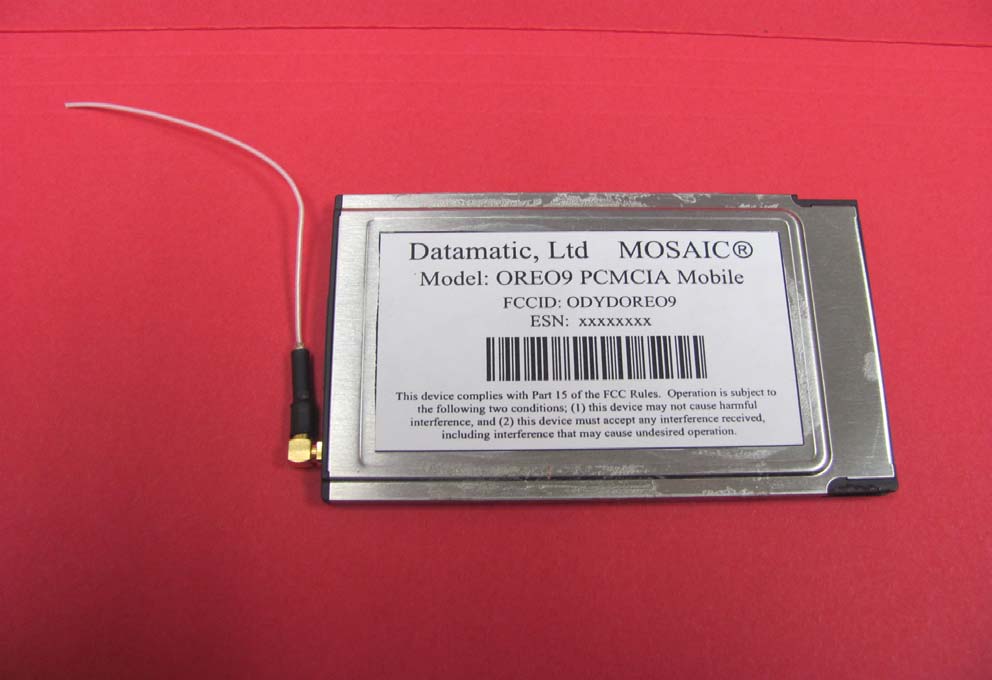 Datamatic, Ltd MOSAIC®
Model: OREO9 PCMCIA Mobile
FCCID: ODYDOREO9
ESN: xxxxxxxx
This device complies with Part 15 of the FCC Rules. Operation is subject to
the following two conditions; (1) this device may not cause harmful
interference, and (2) this device must accept any interference received,
including interference that may cause undesired operation.